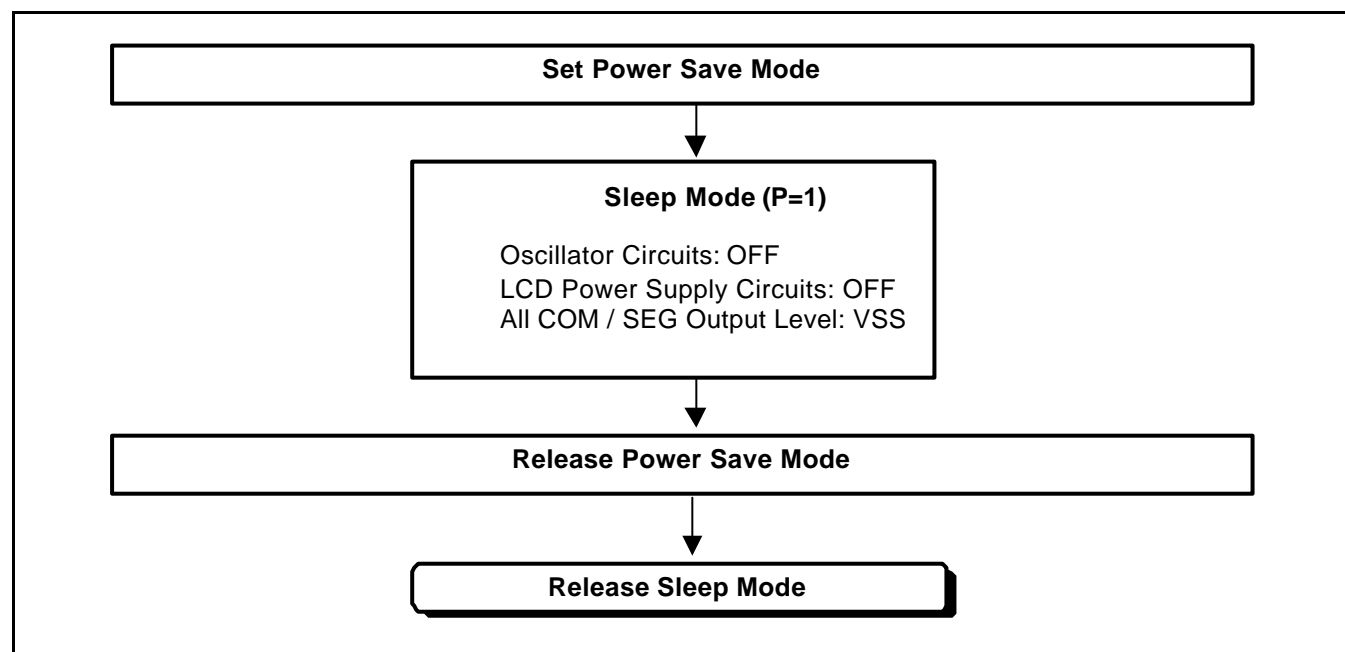 Set Power Save Mode
Sleep Mode (P=1)
Oscillator Circuits: OFF
LCD Power Supply Circuits: OFF
All COM / SEG Output Level: VSS
Release Power Save Mode
Release Sleep Mode